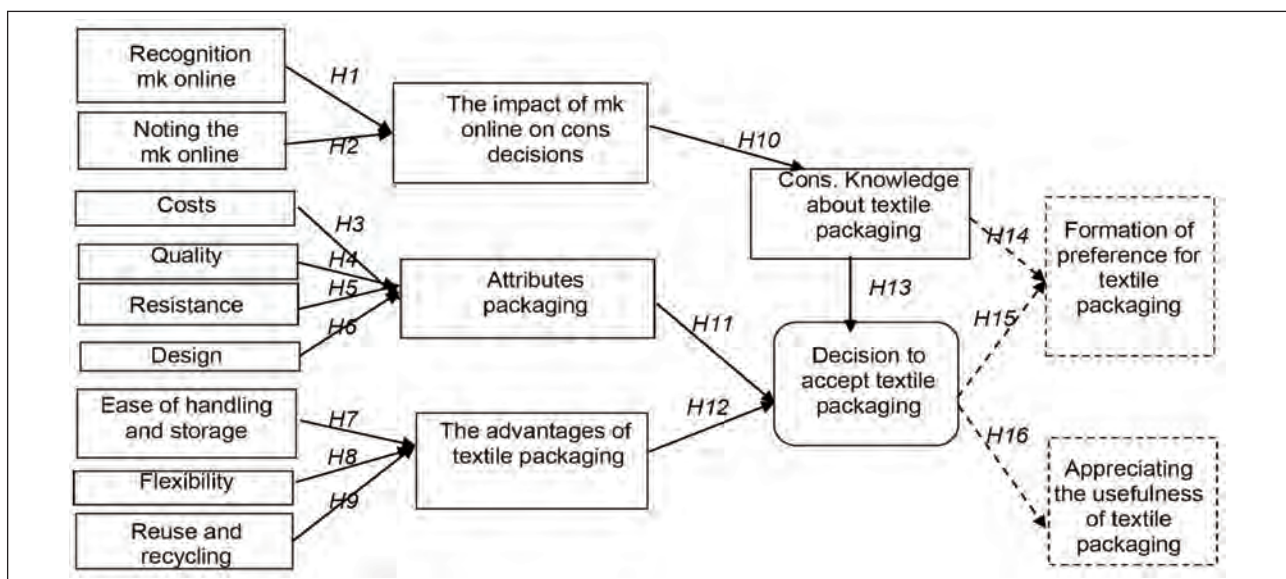 Recognition
mk online
H1
Noting the
mk online
H2
The impact of mk
online on cons
decisions
H10
Cons. Knowledge
about textile
packaging
Costs
H3
Quality
H4
Resistance
H5
Design
H6
Attributes
packaging
H11
H13
H14
Formation of
preference for
textile
packaging
H15
Decision to
accept textile
packaging
Ease of handling
and storage
H7
Flexibility
H8
Reuse and
recycling
H9
The advantages of
textile packaging
H12
H16
Appreciating
the usefulness
of textile
packaging